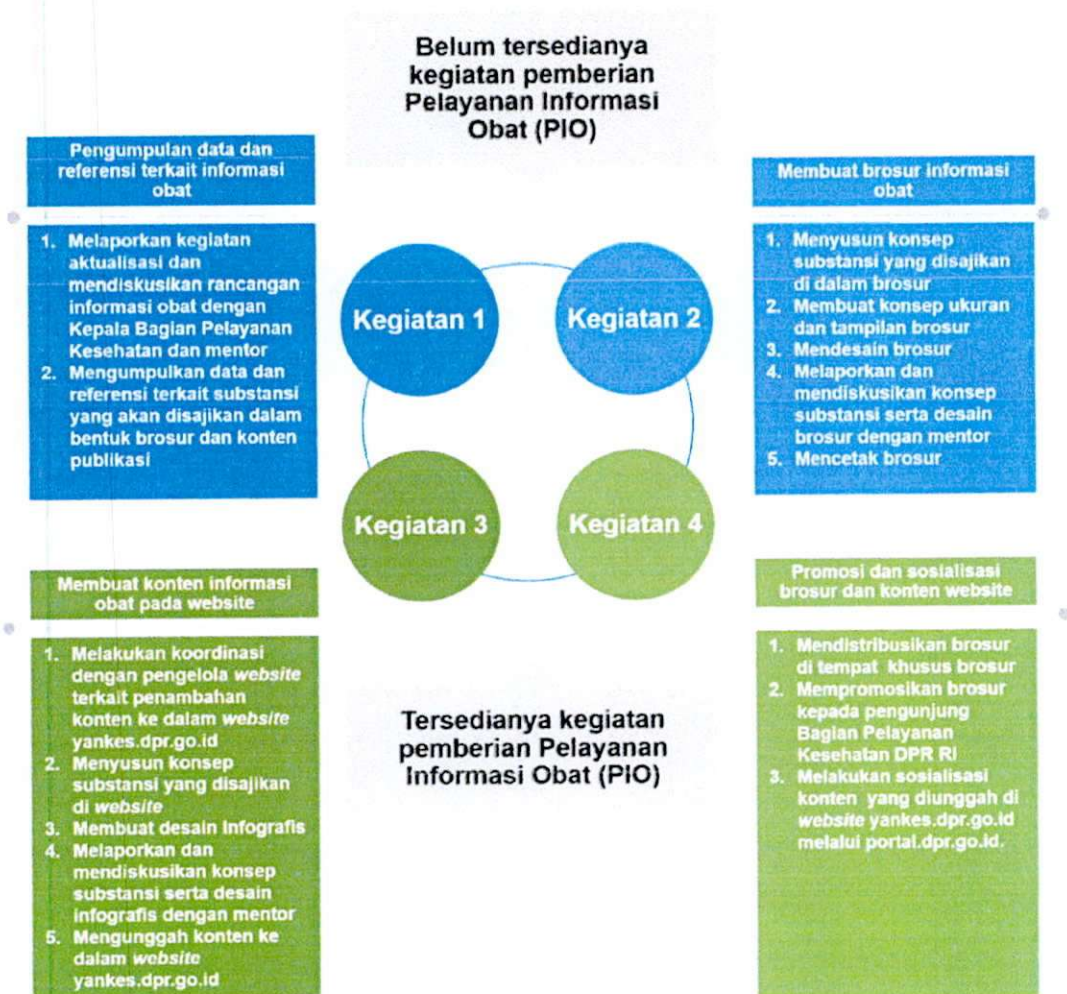 Belum tersedianya
kegiatan pemberian
Pelayanan Informasi
Obat (PIO)
Pengumpulan data dan
referensi terkait informasi
obat
1. Melaporkan kegiatan
aktualisasi dan
mendiskusikan rancangan
informasi obat dengan
Kepala Bagian Pelayanan
Kesehatan dan mentor
2. Mengumpulkan data dan
referensi terkait substansi
yang akan disajikan dalam
bentuk brosur dan konten
publikasi
Membuat brosur informasi
obat
1. Menyusun konsep
substansi yang disajikan
di dalam brosur
2. Membuat konsep ukuran
dan tampilan brosur
3. Mendesain brosur
4. Melaporkan dan
mendiskusikan konsep
substansi serta desain
brosur dengan mentor
5. Mencetak brosur
Kegiatan 1
Kegiatan 2
Kegiatan 3
Kegiatan 4
Membuat konten informasi
obat pada website
1. Melakukan koordinasi
dengan pengelola website
terkait penambahan
konten ke dalam website
yankes.dpr.go.id
2. Menyusun konsep
substansi yang disajikan
di website
3. Membuat desain Infografis
4. Melaporkan dan
mendiskusikan konsep
substansi serta desain
infografis dengan mentor
5. Mengunggah konten ke
dalam website
yankes.dpr.go.id
Promosi dan sosialisasi
brosur dan konten website
1. Mendistribusikan brosur
di tempat khusus brosur
2. Mempromosikan brosur
kepada pengunjung
Bagian Pelayanan
Kesehatan DPR RI
3. Melakukan sosialisasi
konten yang diunggah di
website yankes.dpr.go.id
melalui portal.dpr.go.id.
Tersedianya kegiatan
pemberian Pelayanan
Informasi Obat (PIO)